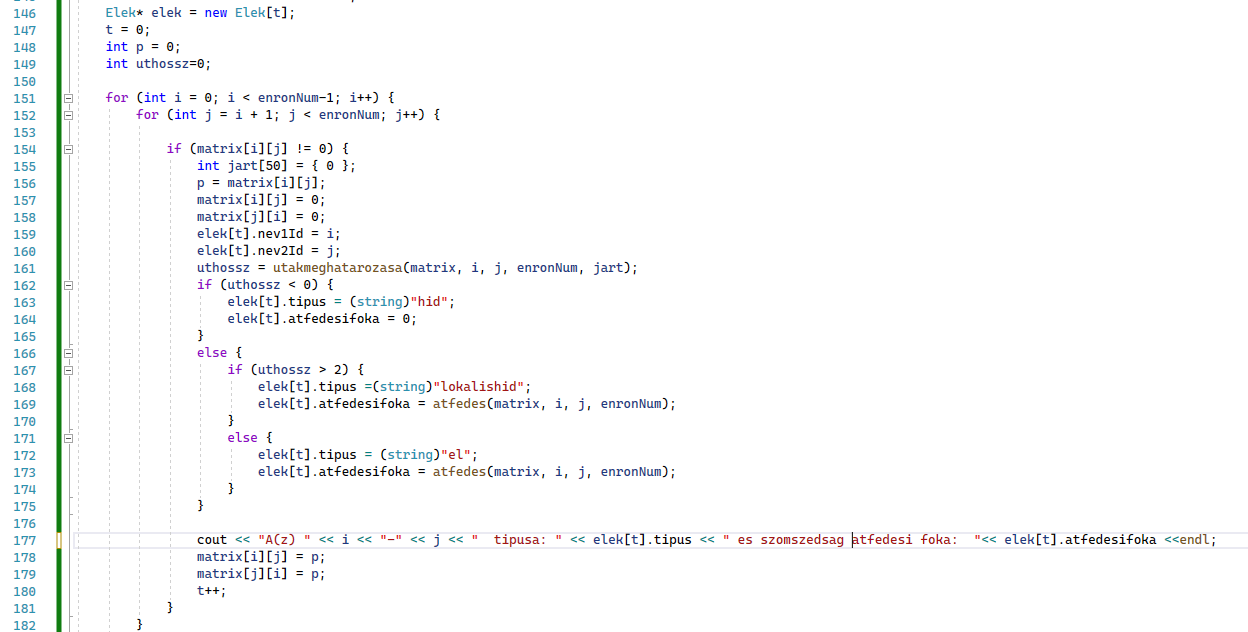 146 Elek* elek = new Elek[t];
147 t = 0;
148 int p = 0;
149 int uthossz=0;
150
151 for (int i = 0; i < enronNum-1; i++) {
152 for (int j = i + 1; j < enronNum; j++) {
153
154 if (matrix[i][j] != 0) {
155 int jart[50] = { 0 };
156 p = matrix[i][j];
157 matrix[i][j] = 0;
158 matrix[j][i] = 0;
159 elek[t].nev1Id = i;
160 elek[t].nev2Id = j;
161 uthossz = utakmeghatarozasa(matrix, i, j, enronNum, jart);
162 if (uthossz < 0) {
163 elek[t].tipus = (string)"hid";
164 elek[t].atfedesifoka = 0;
165 }
166 else {
167 if (uthossz > 2) {
168 elek[t].tipus =(string)"lokalishid";
169 elek[t].atfedesifoka = atfedes(matrix, i, j, enronNum);
170 }
171 else {
172 elek[t].tipus = (string)"el";
173 elek[t].atfedesifoka = atfedes(matrix, i, j, enronNum);
174 }
175 }
176
177 cout << "A(z) " << i << "-" << j << "  tipusa: " << elek[t].tipus << " es szomszedsag atfedesi foka:  "<< elek[t].atfedesifoka <<endl;
178 matrix[i][j] = p;
179 matrix[j][i] = p;
180 t++;
181 }
182 }